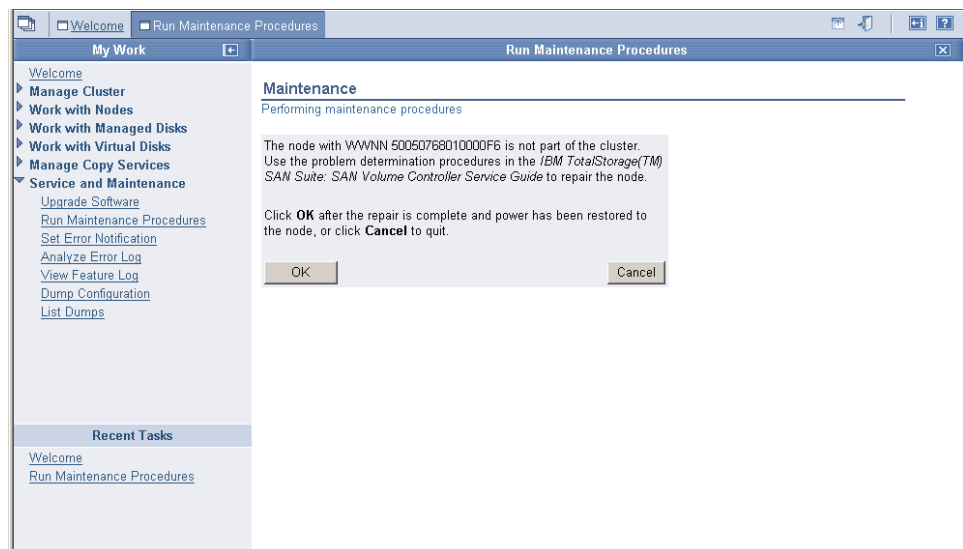 Welcome
Run Maintenance Procedures
My Work
Run Maintenance Procedures
Welcome
Manage Cluster
Work with Nodes
Work with Managed Disks
Work with Virtual Disks
Manage Copy Services
Service and Maintenance
Upgrade Software
Run Maintenance Procedures
Set Error Notification
Analyze Error Log
View Feature Log
Dump Configuration
List Dumps
Recent Tasks
Welcome
Run Maintenance Procedures
Maintenance
Performing maintenance procedures
The node with WWNN 50050768010000F6 is not part of the cluster.
Use the problem determination procedures in the IBM TotalStorage(TM)
SAN Suite: SAN Volume Controller Service Guide to repair the node.
Click OK after the repair is complete and power has been restored to
the node, or click Cancel to quit.
OK
Cancel